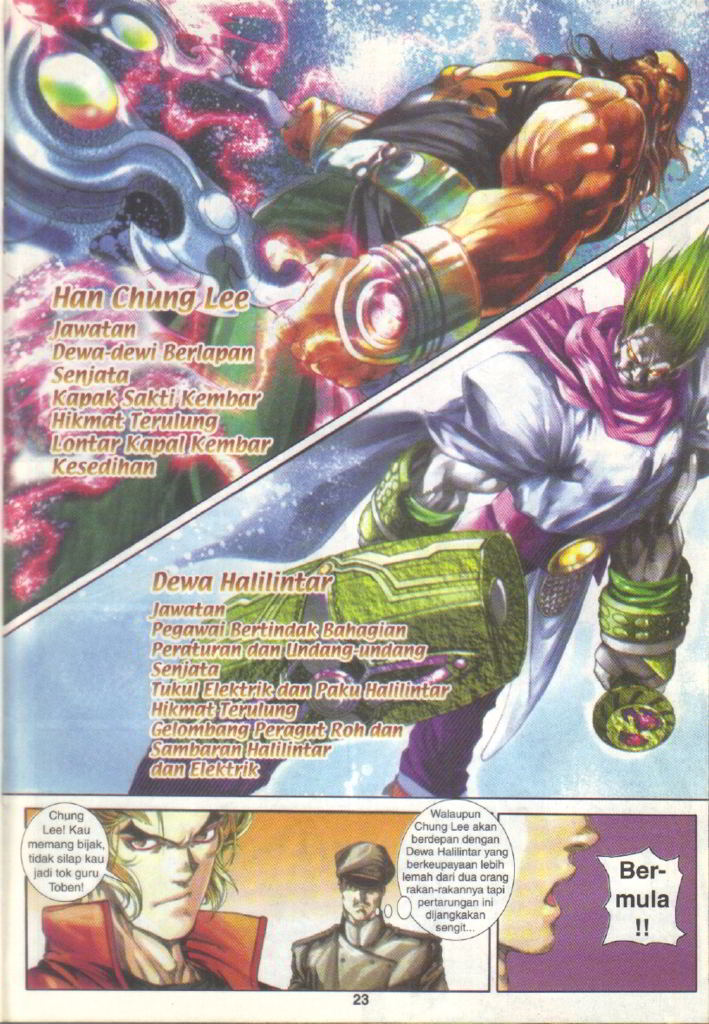 Han Chung Lee
Jawatan
Dewa-dewi Berlapan
Senjata
Kapak Sakti Kembar
Hikmat Terulung
Lontar Kapal Kembar
Kesedihan
Dewa Halilintar
Jawatan
Pegawai Bertindak Bahagian
Peraturan dan Undang-undang
Senjata
Tukul Elektrik dan Paku Halilintar
Hikmat Terulung
Gelombang Peragut Roh dan
Sambaran Halilintar
dan Elektrik
Chung
Lee! Kau
memang bijak,
tidak silap kau
jadi tok guru
Toben!
Walaupun
Chung Lee akan
berdepan dengan
Dewa Halilintar yang
berkeupayaan lebih
lemah dari dua orang
rakan-rakannya tapi
pertarungan ini
dijangkakan
sengit...
Ber-
mula
!!
23